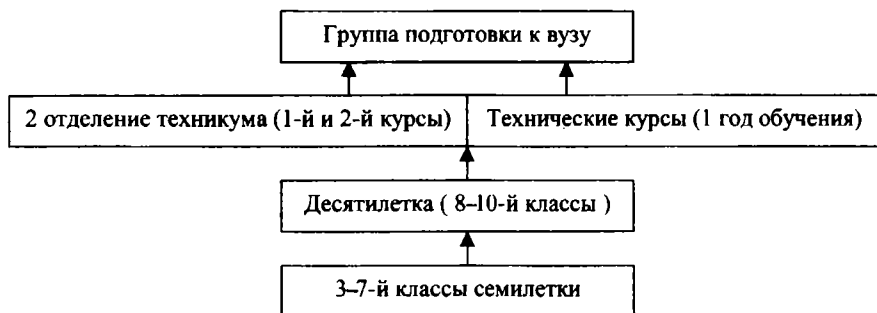 Группа подготовки к вузу
2 отделение техникума (1-й и 2-й курсы)
Технические курсы (1 год обучения)
Десятилетка ( 8–10-й классы )
3–7-й классы семилетки